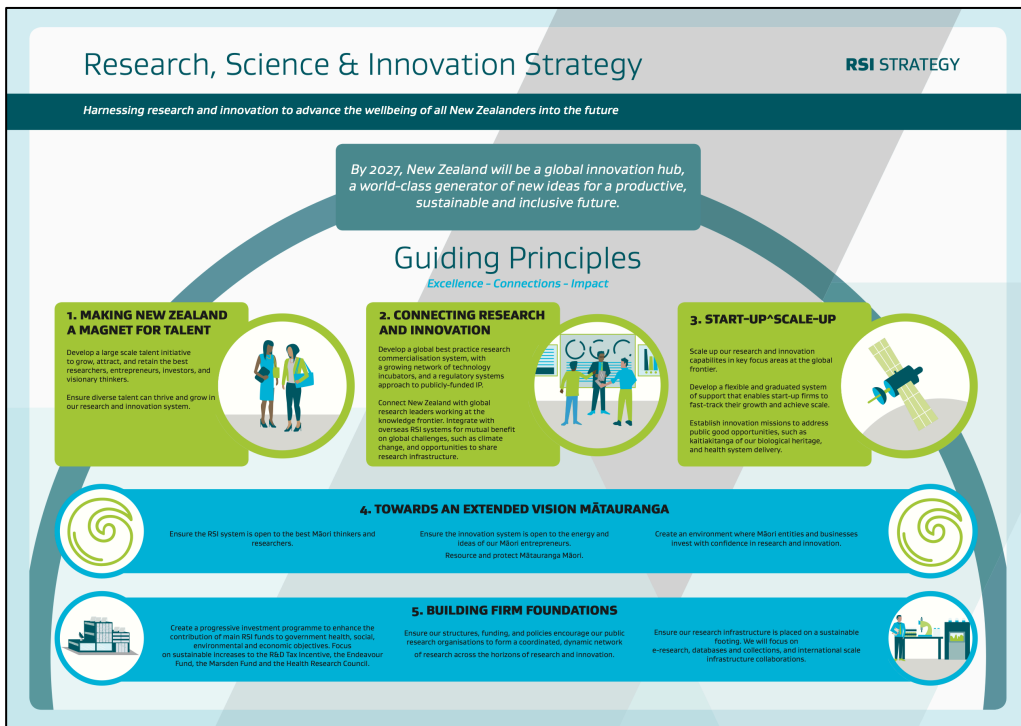 Research, Science & Innovation Strategy
RSI STRATEGY
Harnessing research and innovation to advance the wellbeing of all New Zealanders into the future
By 2027, New Zealand will be a global innovation hub,
a world-class generator of new ideas for a productive,
sustainable and inclusive future.
Guiding Principles
Excellence - Connections - Impact
1. MAKING NEW ZEALAND
A MAGNET FOR TALENT
Develop a large scale talent initiative
to grow, attract, and retain the best
researchers, entrepreneurs, investors, and
visionary thinkers.
Ensure diverse talent can thrive and grow in
our research and innovation system.
2. CONNECTING RESEARCH
AND INNOVATION
Develop a global best practice research
commercialisation system, with
a growing network of technology
incubators, and a regulatory systems
approach to publicly-funded IP.
Connect New Zealand with global
research leaders working at the
knowledge frontier. Integrate with
overseas RSI systems for mutual benefit
on global challenges, such as climate
change, and opportunities to share
research infrastructure.
3. START-UP^SCALE-UP
Scale up our research and innovation
capabilites in key focus areas at the global
frontier.
Develop a flexible and graduated system
of support that enables start-up firms to
fast-track their growth and achieve scale.
Establish innovation missions to address
public good opportunities, such as
kaitiakitanga of our biological heritage,
and health system delivery.
4. TOWARDS AN EXTENDED VISION MĀTAURANGA
Ensure the RSI system is open to the best Māori thinkers and
researchers.
Ensure the innovation system is open to the energy and
ideas of our Māori entrepreneurs.
Resource and protect Mātauranga Māori.
Create an environment where Māori entities and businesses
invest with confidence in research and innovation.
5. BUILDING FIRM FOUNDATIONS
Create a progressive investment programme to enhance the
contribution of main RSI funds to government health, social,
environmental and economic objectives. Focus
on sustainable increases to the R&D Tax Incentive, the Endeavour
Fund, the Marsden Fund and the Health Research Council.
Ensure our structures, funding, and policies encourage our public
research organisations to form a coordinated, dynamic network
of research across the horizons of research and innovation.
Ensure our research infrastructure is placed on a sustainable
footing. We will focus on
e-research, databases and collections, and international scale
infrastructure collaborations.